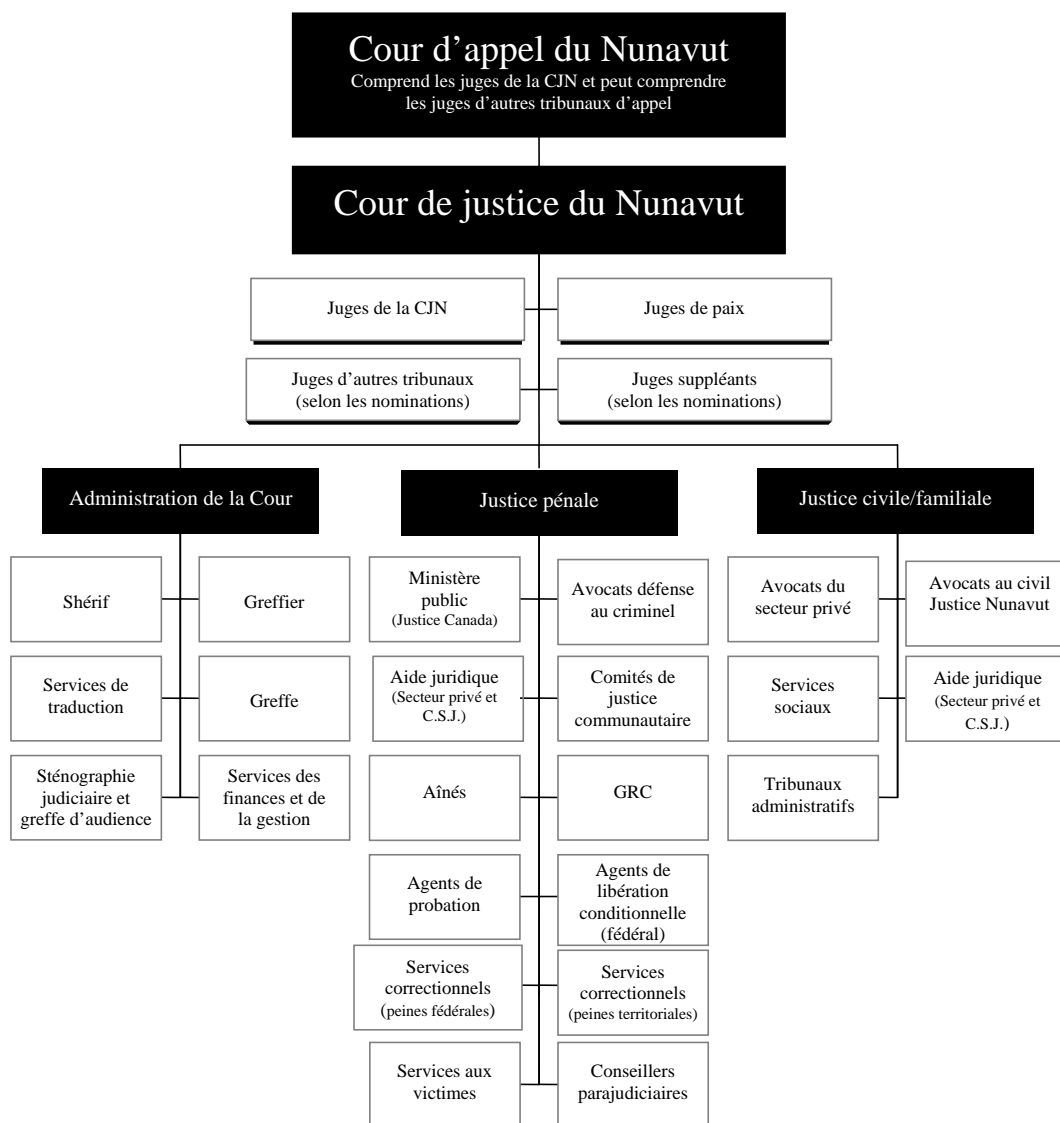 Cour d'appel du Nunavut
Comprend les juges de la CJN et peut comprendre
les juges d'autres tribunaux d'appel
Cour de justice du Nunavut
Juges de la CJN
Juges de paix
Juges d'autres tribunaux
(selon les nominations)
Juges suppléants
(selon les nominations)
Administration de la Cour
Justice pénale
Justice civile/familiale
Shérif
Greffier
Services de
traduction
Greffe
Sténographie
judiciaire et
greffe d'audience
Services des
finances et de
la gestion
Ministère
public
(Justice Canada)
Avocats défense
au criminel
Aide juridique
(Secteur privé et
C.S.J.)
Comités de
justice
communautaire
Aînés
GRC
Agents de
probation
Agents de
libération
conditionnelle
(fédéral)
Services
correctionnels
(peines fédérales)
Services
correctionnels
(peines territoriales)
Services aux
victimes
Conseillers
parajudiciaires
Avocats du
secteur privé
Avocats au civil
Justice Nunavut
Services
sociaux
Aide juridique
(Secteur privé et
C.S.J.)
Tribunaux
administratifs